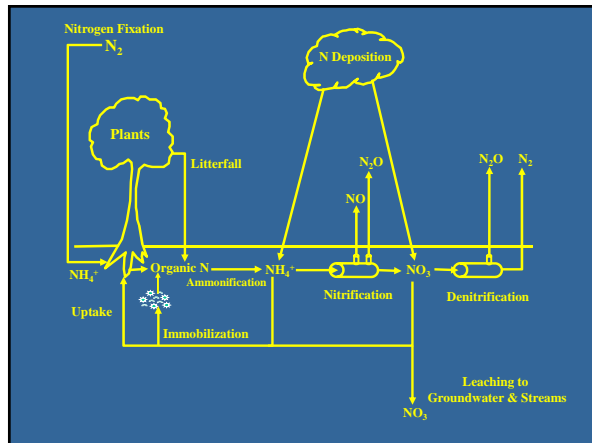 Nitrogen Fixation
N₂
N Deposition
Plants
Litterfall
N₂O
N₂O
N₂
NO
NH₄⁺
Organic N
Ammonification
NH₄⁺
Nitrification
NO₃
Denitrification
Uptake
Immobilization
Leaching to
Groundwater & Streams
NO₃